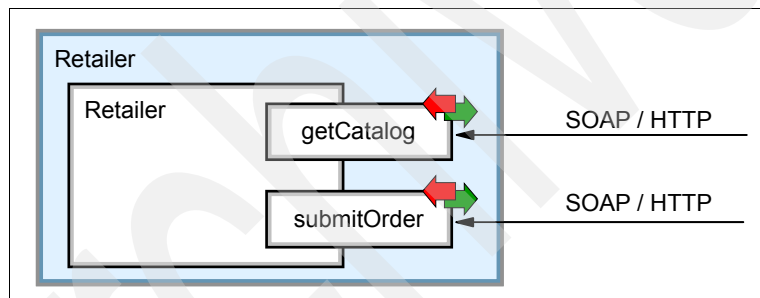 Retailer
Retailer
getCatalog
SOAP / HTTP
submitOrder
SOAP / HTTP